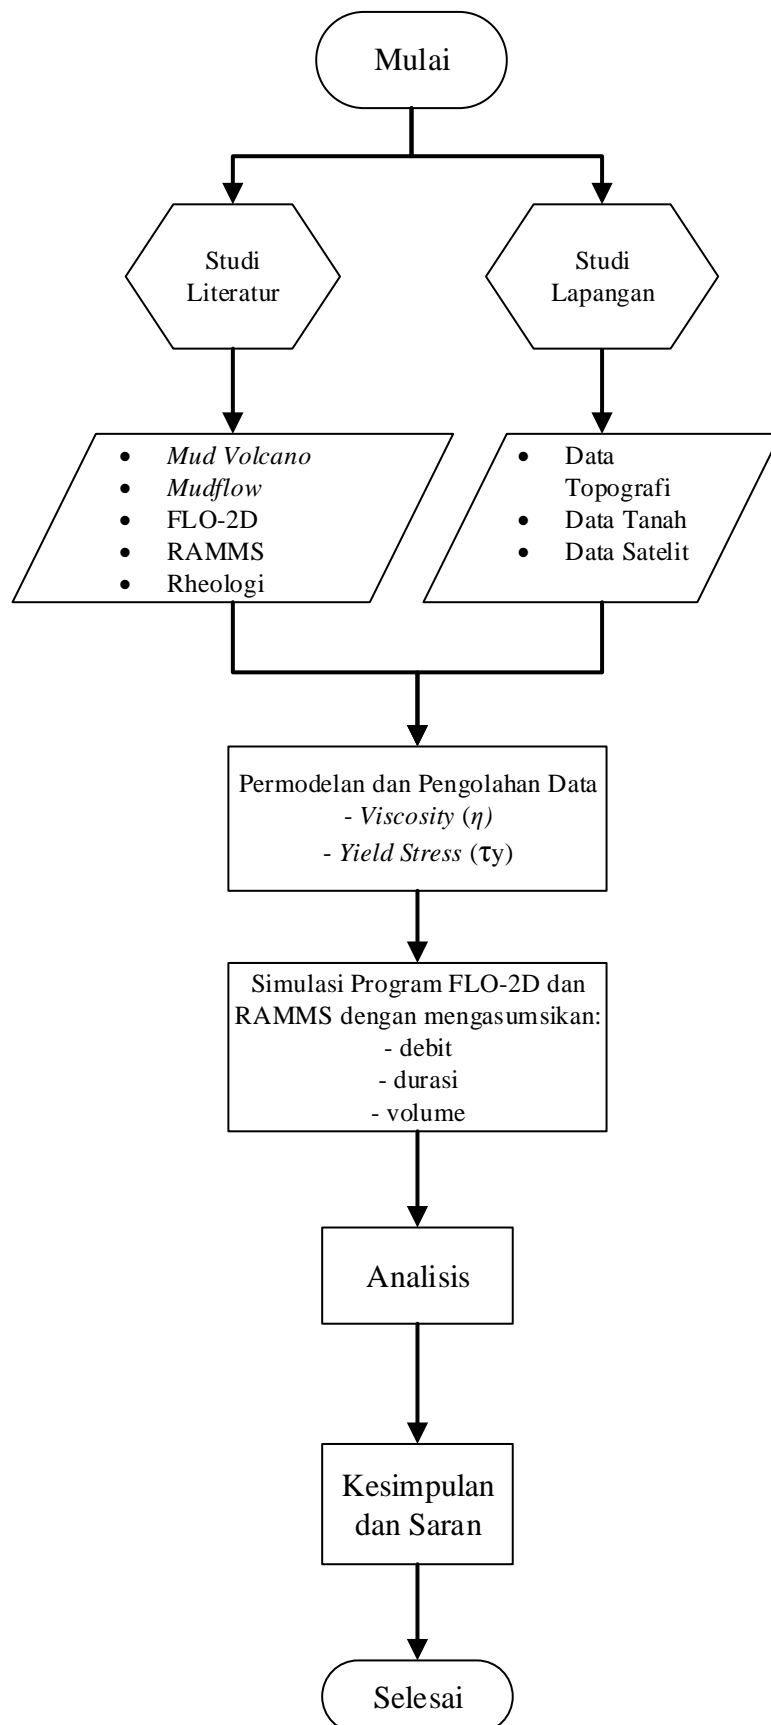 Mulai
Studi
Literatur
Studi
Lapangan
• Mud Volcano
• Mudflow
• FLO-2D
• RAMMS
• Rheologi
• Data
Topografi
• Data Tanah
• Data Satelit
Permodelan dan Pengolahan Data
- Viscosity (η)
- Yield Stress (τy)
Simulasi Program FLO-2D dan
RAMMS dengan mengasumsikan:
- debit
- durasi
- volume
Analisis
Kesimpulan
dan Saran
Selesai